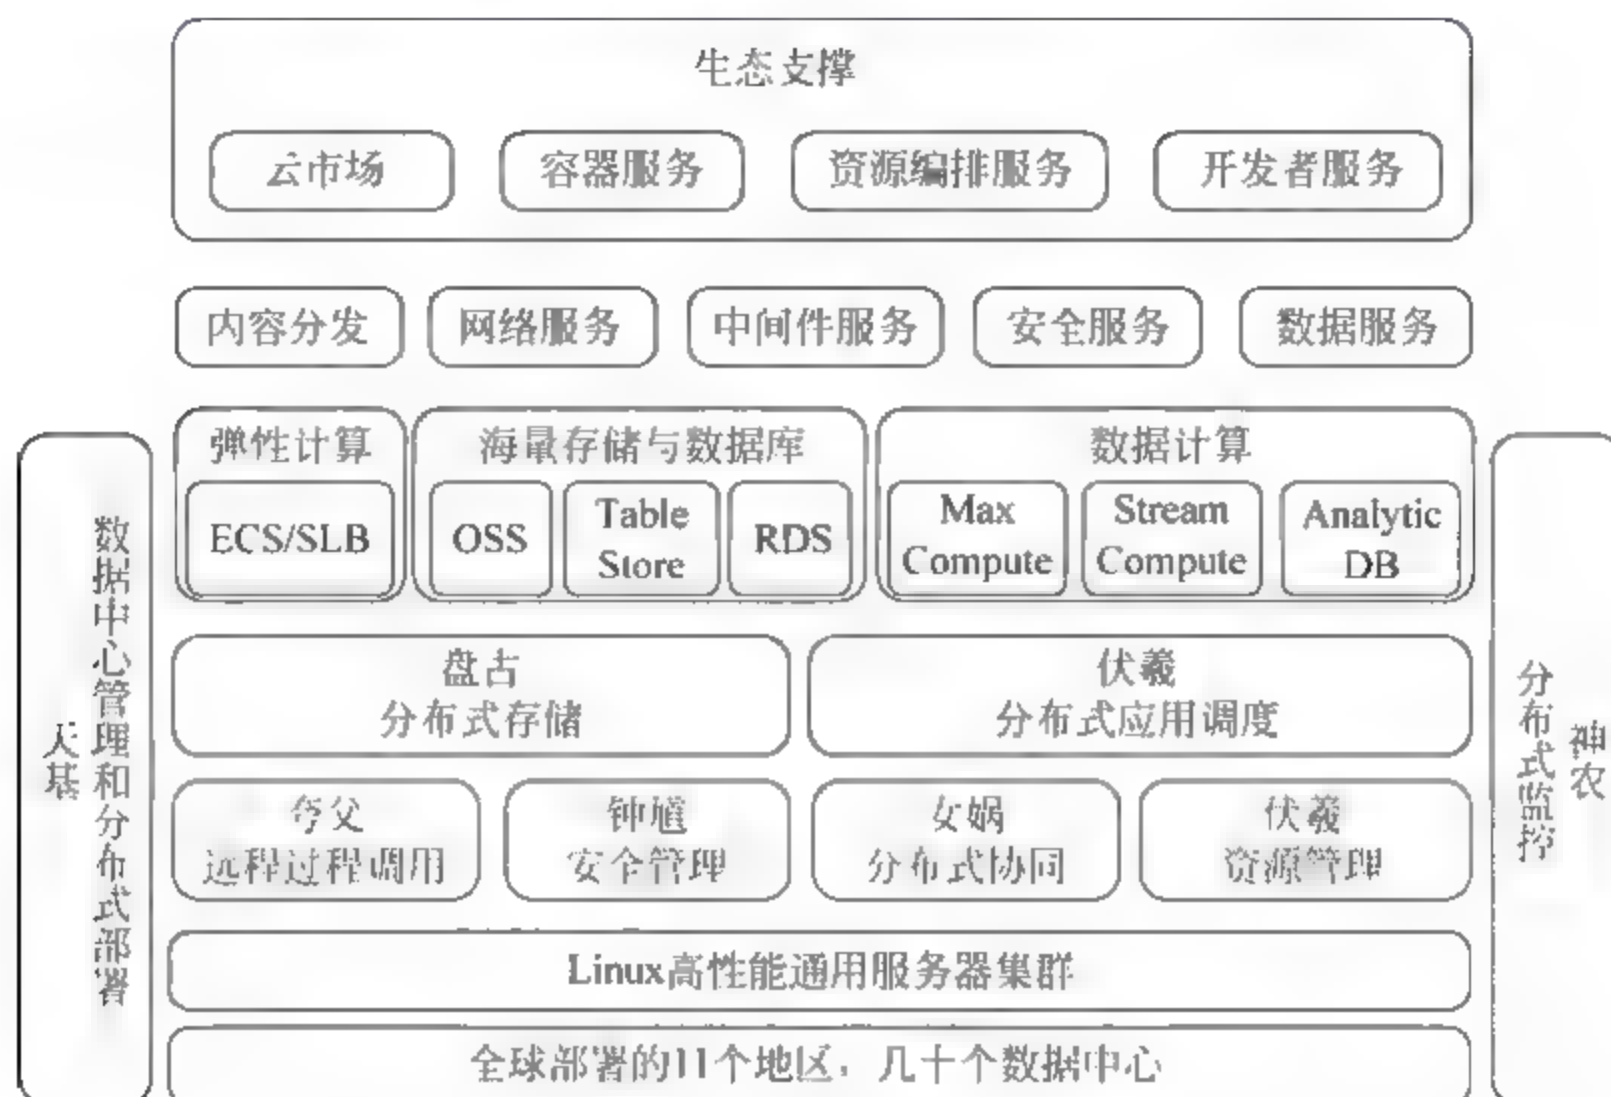 生态支撑
云市场
容器服务
资源编排服务
开发者服务
内容分发
网络服务
中间件服务
安全服务
数据服务
弹性计算
ECS/SLB
海量存储与数据库
OSS
Table
Store
RDS
数据计算
Max
Compute
Stream
Compute
Analytic
DB
盘古
分布式存储
伏羲
分布式应用调度
夸父
远程过程调用
钟馗
安全管理
女娲
分布式协同
伏羲
资源管理
Linux高性能通用服务器集群
全球部署的11个地区，几十个数据中心
天基
数据中心管理和分布式部署
神农
分布式监控